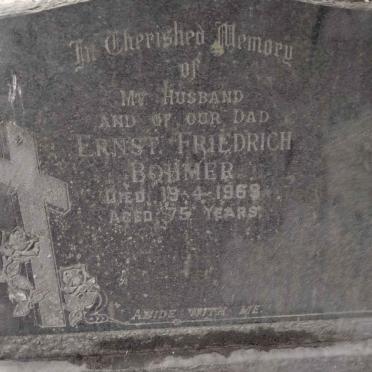 In Cherished Memory
of
MY HUSBAND
AND OF OUR DAD
ERNST FRIEDRICH
BOHMER
DIED 19-4-1968
AGED 75 YEARS
ABIDE WITH ME